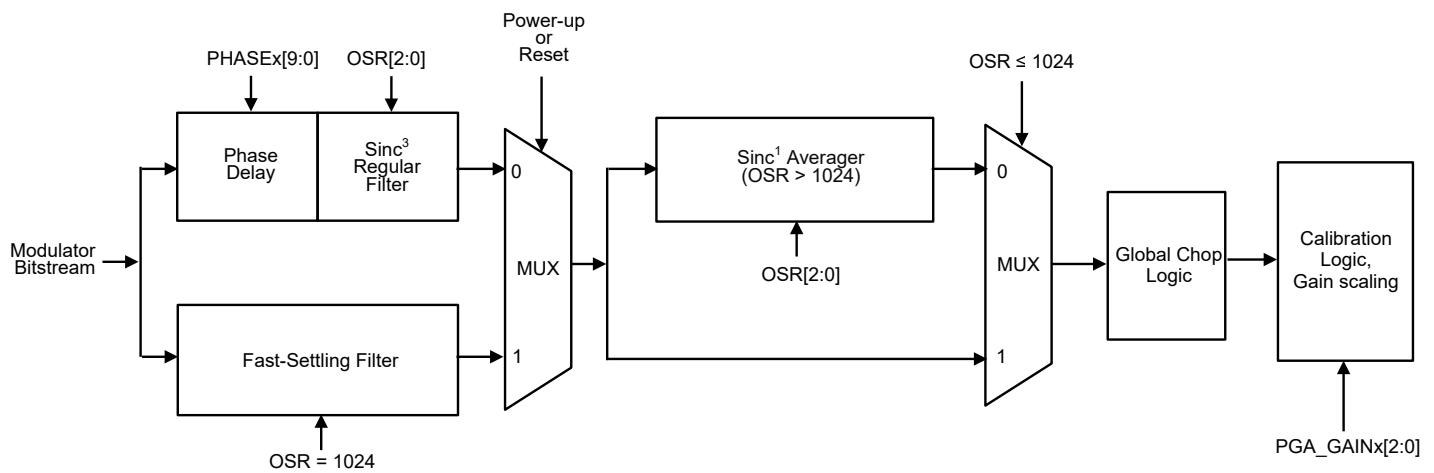 Power-up
or
Reset
PHASEx[9:0]
OSR[2:0]
OSR ≤ 1024
Phase
Delay
Sinc³
Regular
Filter
0
Sinc¹ Averager
(OSR > 1024)
0
Modulator
Bitstream
MUX
OSR[2:0]
MUX
Global Chop
Logic
Calibration
Logic,
Gain scaling
Fast-Settling Filter
1
1
OSR = 1024
PGA_GAINx[2:0]